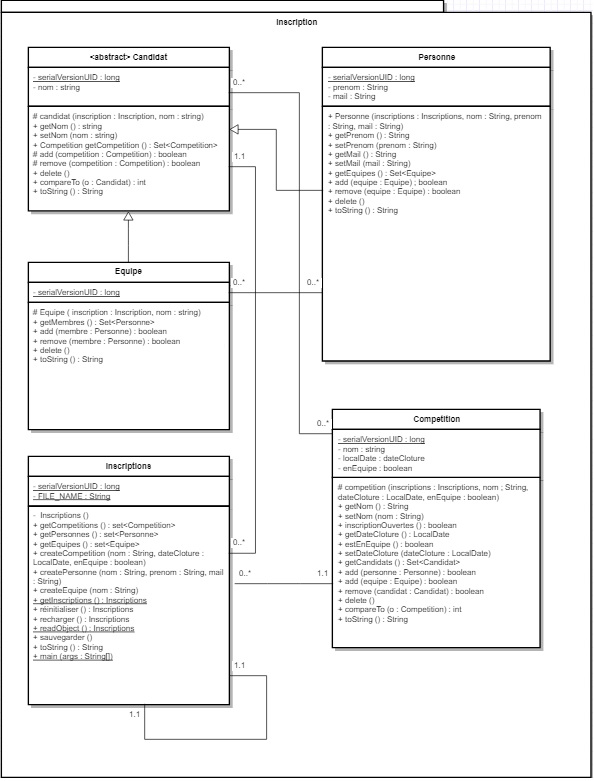 Inscription
<abstract> Candidat
- serialVersionUID : long
- nom : string
# candidat (inscription : Inscription, nom : string)
+ getNom () : string
+ setNom (nom : string)
+ Competition getCompetition () : Set<Competition>
# add (competition : Competition) : boolean
# remove (competition : Competition) : boolean
+ delete ()
+ compareTo (o : Candidat) : int
+ toString () : String
0..*
1.1
Personne
- serialVersionUID : long
- prenom : string
- mail : String
+ Personne (inscriptions : Inscriptions, nom : String, prenom
: String, mail : String)
+ getPrenom () : String
+ setPrenom (prenom : String)
+ getMail () : String
+ setMail (mail : String)
+ getEquipes () : Set<Equipe>
+ add (equipe : Equipe) ; boolean
+ remove (equipe : Equipe) : boolean
+ delete ()
+ toString () : String
Equipe
- serialVersionUID : long
# Equipe ( inscription : Inscription, nom : string)
+ getMembres () : Set<Personne>
+ add (membre : Personne) : boolean
+ remove (membre : Personne) : boolean
+ delete ()
+ toString () : String
0..*
0..*
0..*
Competition
- serialVersionUID : long
- nom : string
- localDate : dateCloture
- enEquipe : boolean
# competition (inscriptions : Inscriptions, nom ; String,
dateCloture : LocalDate, enEquipe : boolean)
+ getNom () : String
+ setNom (nom : String)
+ inscriptionOuvertes () : boolean
+ getDateCloture () : LocalDate
+ estEnEquipe () : boolean
+ setDateCloture (dateCloture : LocalDate)
+ getCandidats () : Set<Candidat>
+ add (personne : Personne) : boolean
+ add (equipe : Equipe) : boolean
+ remove (candidat : Candidat) : boolean
+ delete ()
+ compareTo (o : Competition) : int
+ toString () : String
Inscriptions
- serialVersionUID : long
- FILE_NAME : String
- Inscriptions ()
+ getCompetitions () : set<Competition>
+ getPersonnes () : set<Personne>
+ getEquipes () : set<Equipe>
+ createCompetition (nom : String, dateCloture :
LocalDate, enEquipe : boolean)
+ createPersonne (nom : String, prenom : String, mail
: String)
+ createEquipe (nom : String)
+ getInscriptions () : Inscriptions
+ réinitialiser () : Inscriptions
+ recharger () : Inscriptions
+ readObject () : Inscriptions
+ sauvegarder ()
+ toString () : String
+ main (args : String[])
0..*
0..*
1.1
1.1
1.1